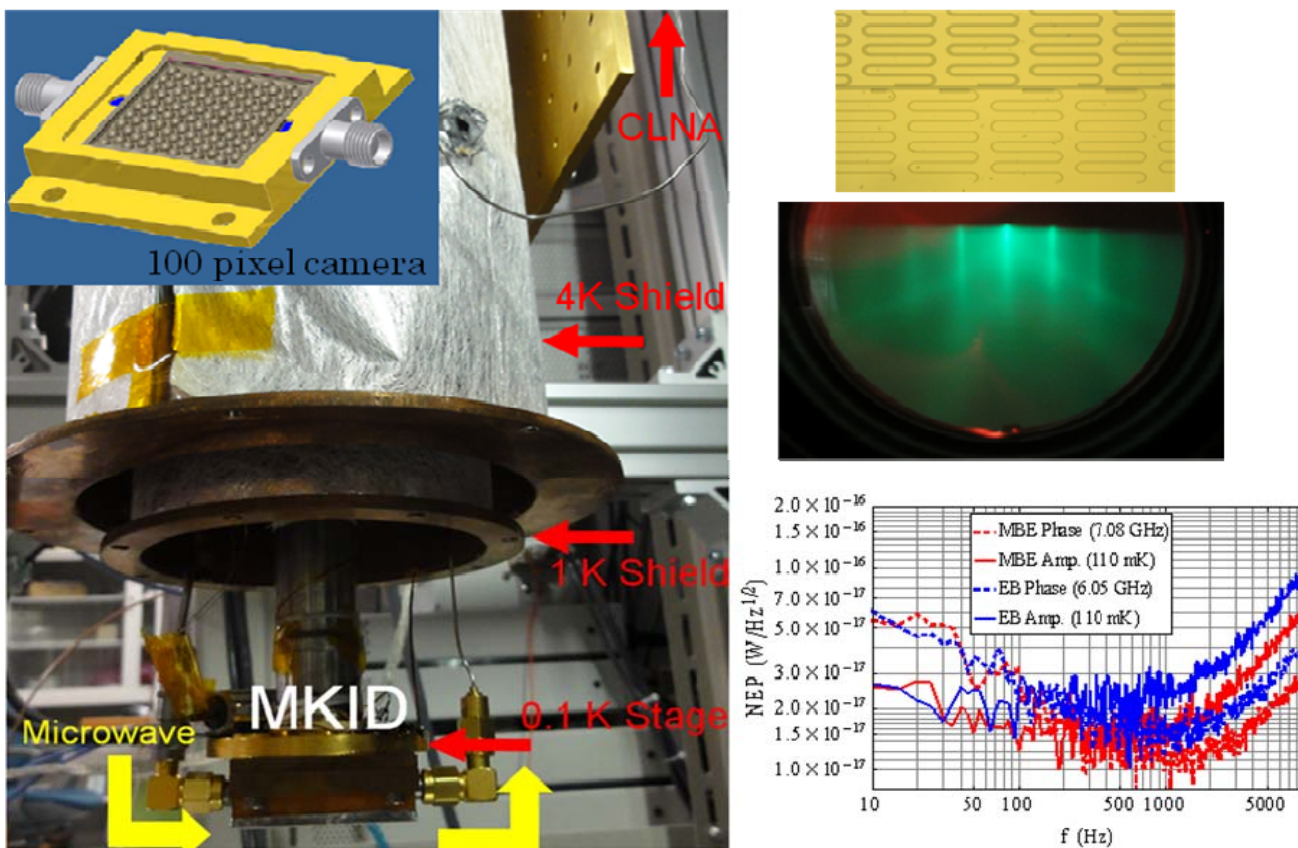 100 pixel camera
CLNA
4K Shield
1 K Shield
MKID
0.1 K Stage
Microwave
2.0 × 10⁻¹⁶
1.5 × 10⁻¹⁶
1.0 × 10⁻¹⁶
7.0 × 10⁻¹⁷
5.0 × 10⁻¹⁷
3.0 × 10⁻¹⁷
2.0 × 10⁻¹⁷
1.5 × 10⁻¹⁷
1.0 × 10⁻¹⁷
NEP (W/Hz¹/²)
MBE Phase (7.08 GHz)
MBE Amp. (110 mK)
EB Phase (6.05 GHz)
EB Amp. (110 mK)
10 50 100 500 1000 5000
f (Hz)